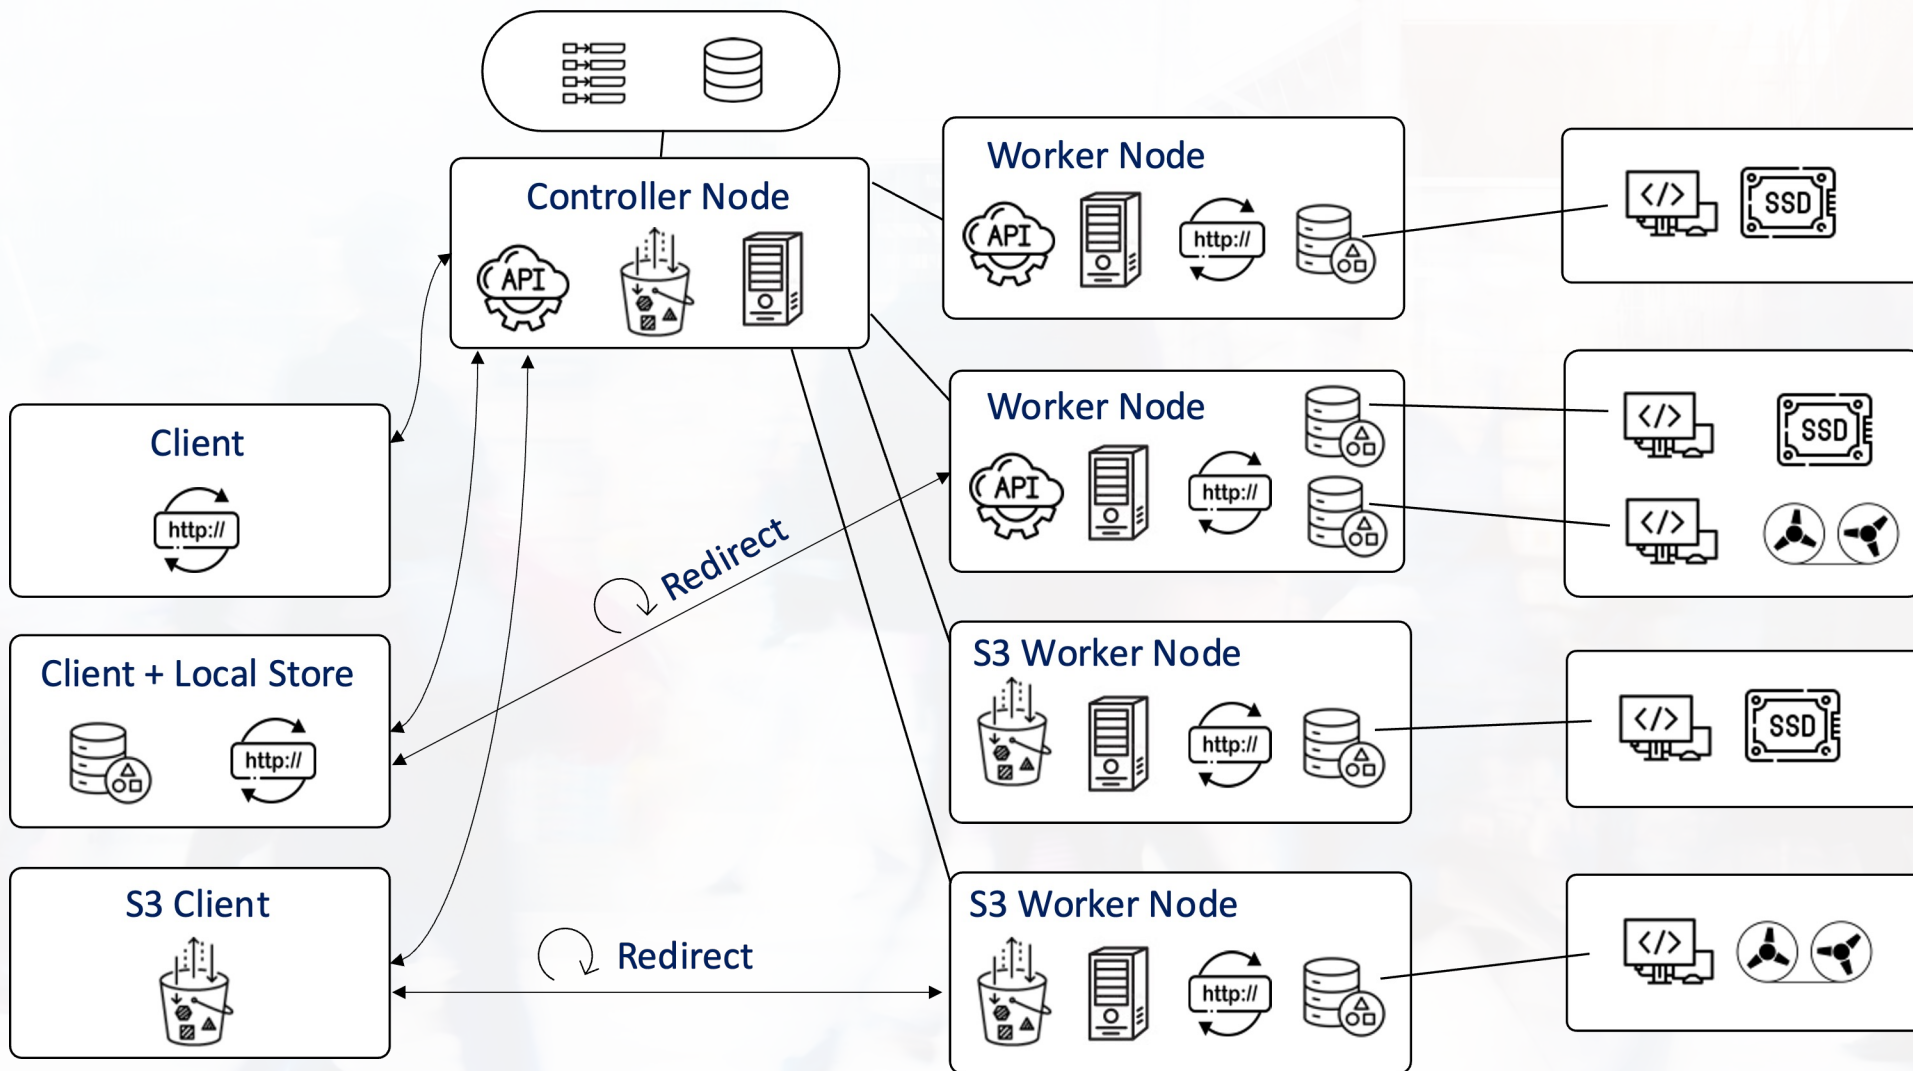 Controller Node
API
Worker Node
API
http://
</>
SSD
Worker Node
API
http://
</>
SSD
</>
Client
http://
Redirect
Client + Local Store
http://
S3 Worker Node
http://
</>
SSD
S3 Client
Redirect
S3 Worker Node
http://
</>